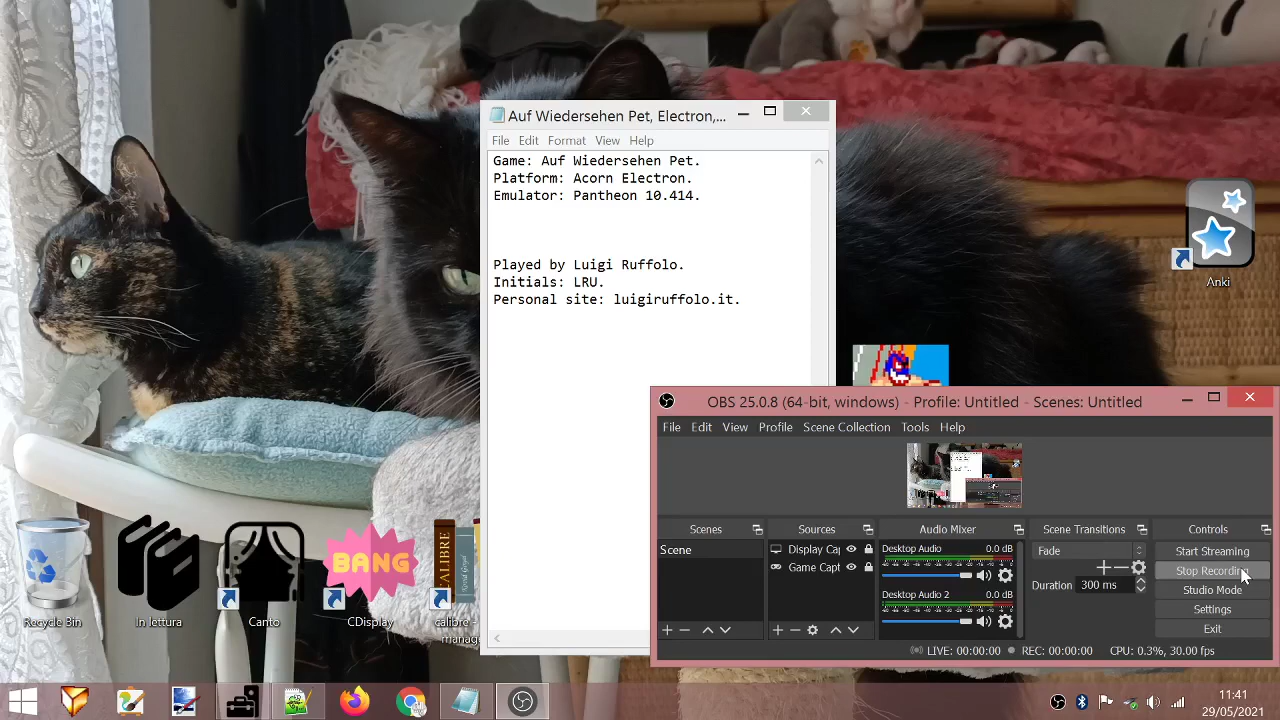 Auf Wiedersehen Pet, Electron,...
File Edit Format View Help
Game: Auf Wiedersehen Pet.
Platform: Acorn Electron.
Emulator: Pantheon 10.414.
Played by Luigi Ruffolo.
Initials: LRU.
Personal site: luigiruffolo.it.
Anki
OBS 25.0.8 (64-bit, windows) - Profile: Untitled - Scenes: Untitled
File Edit View Profile Scene Collection Tools Help
Scenes
Scene
Sources
Display Cap
Game Capt
Audio Mixer
Desktop Audio 0.0 dB
Desktop Audio 2 0.0 dB
Scene Transitions
Fade
Duration 300 ms
Controls
Start Streaming
Stop Recording
Studio Mode
Settings
Exit
LIVE: 00:00:00 REC: 00:00:00 CPU: 0.3%, 30.00 fps
BANG
CALIBRE
Recycle Bin
In lettura
Canto
CDisplay
calibre -
manag
11:41
29/05/2021